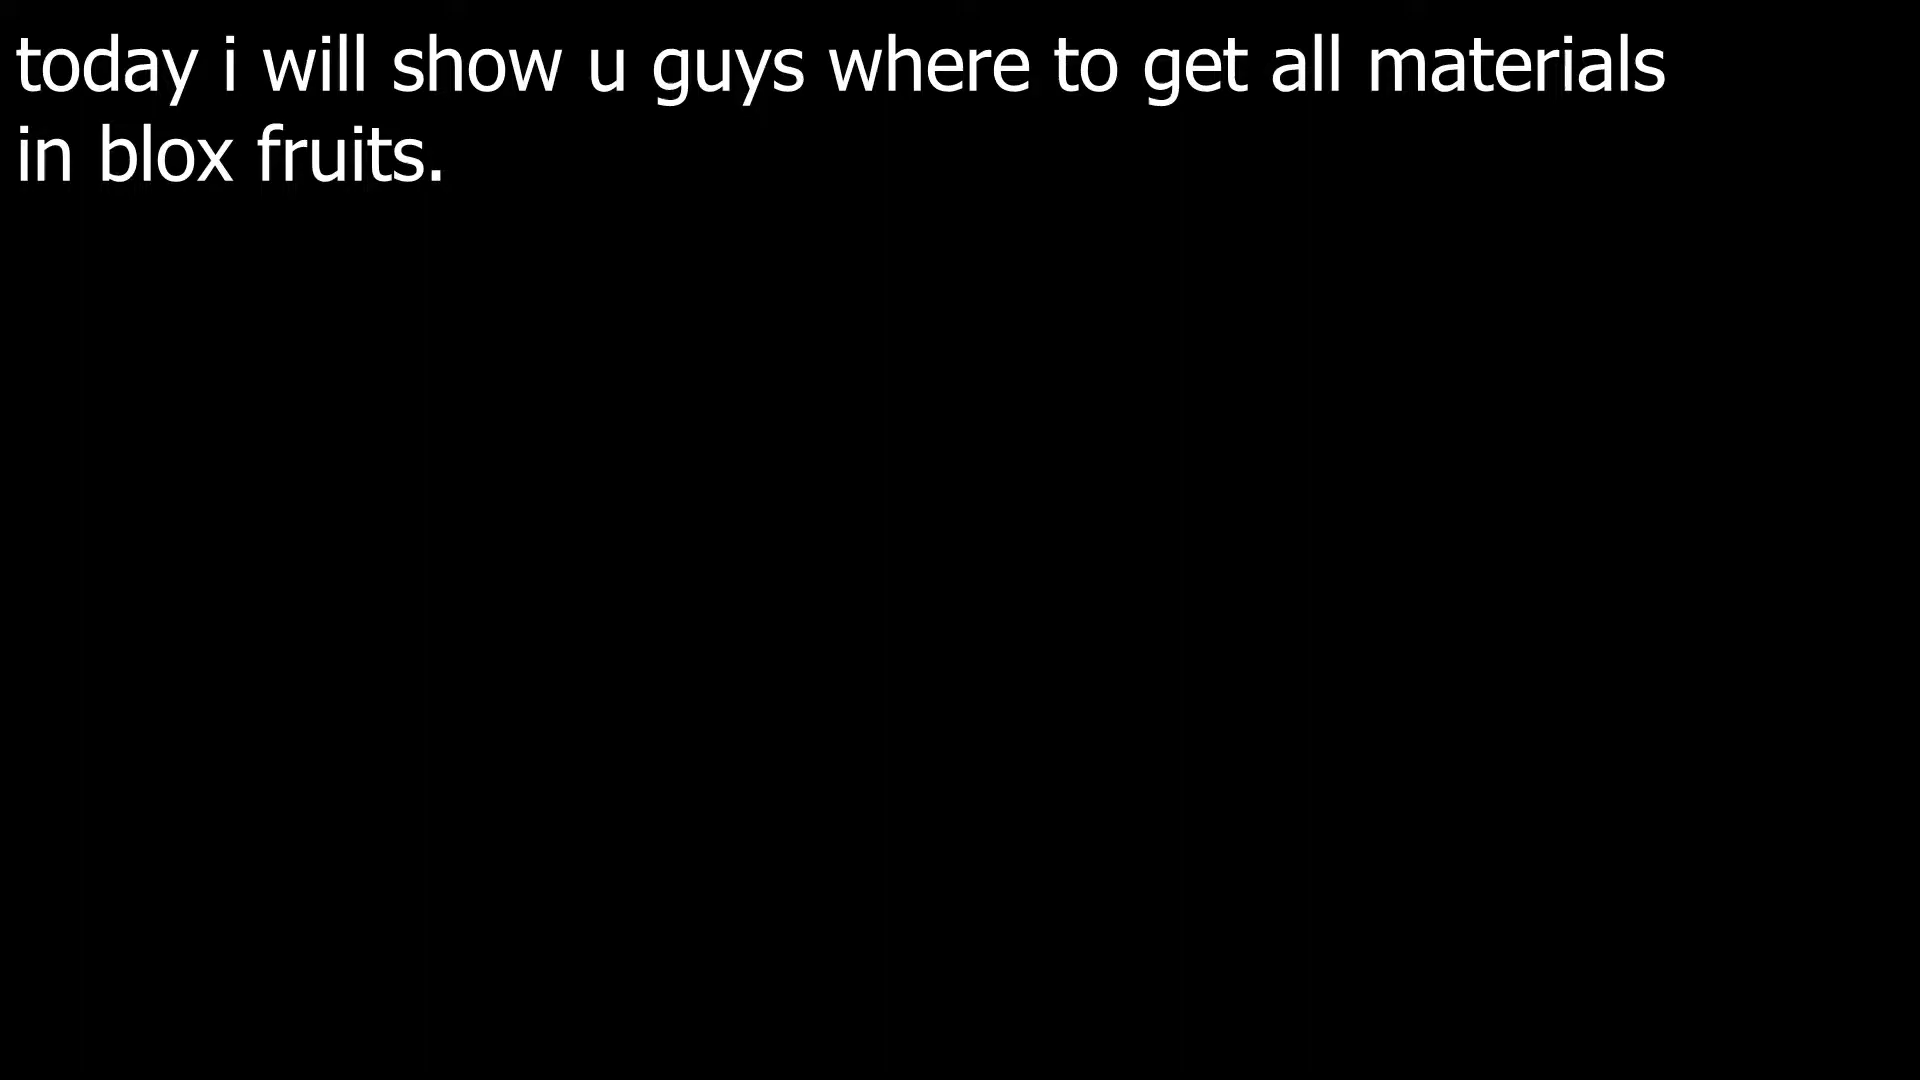 today i will show u guys where to get all materials
in blox fruits.